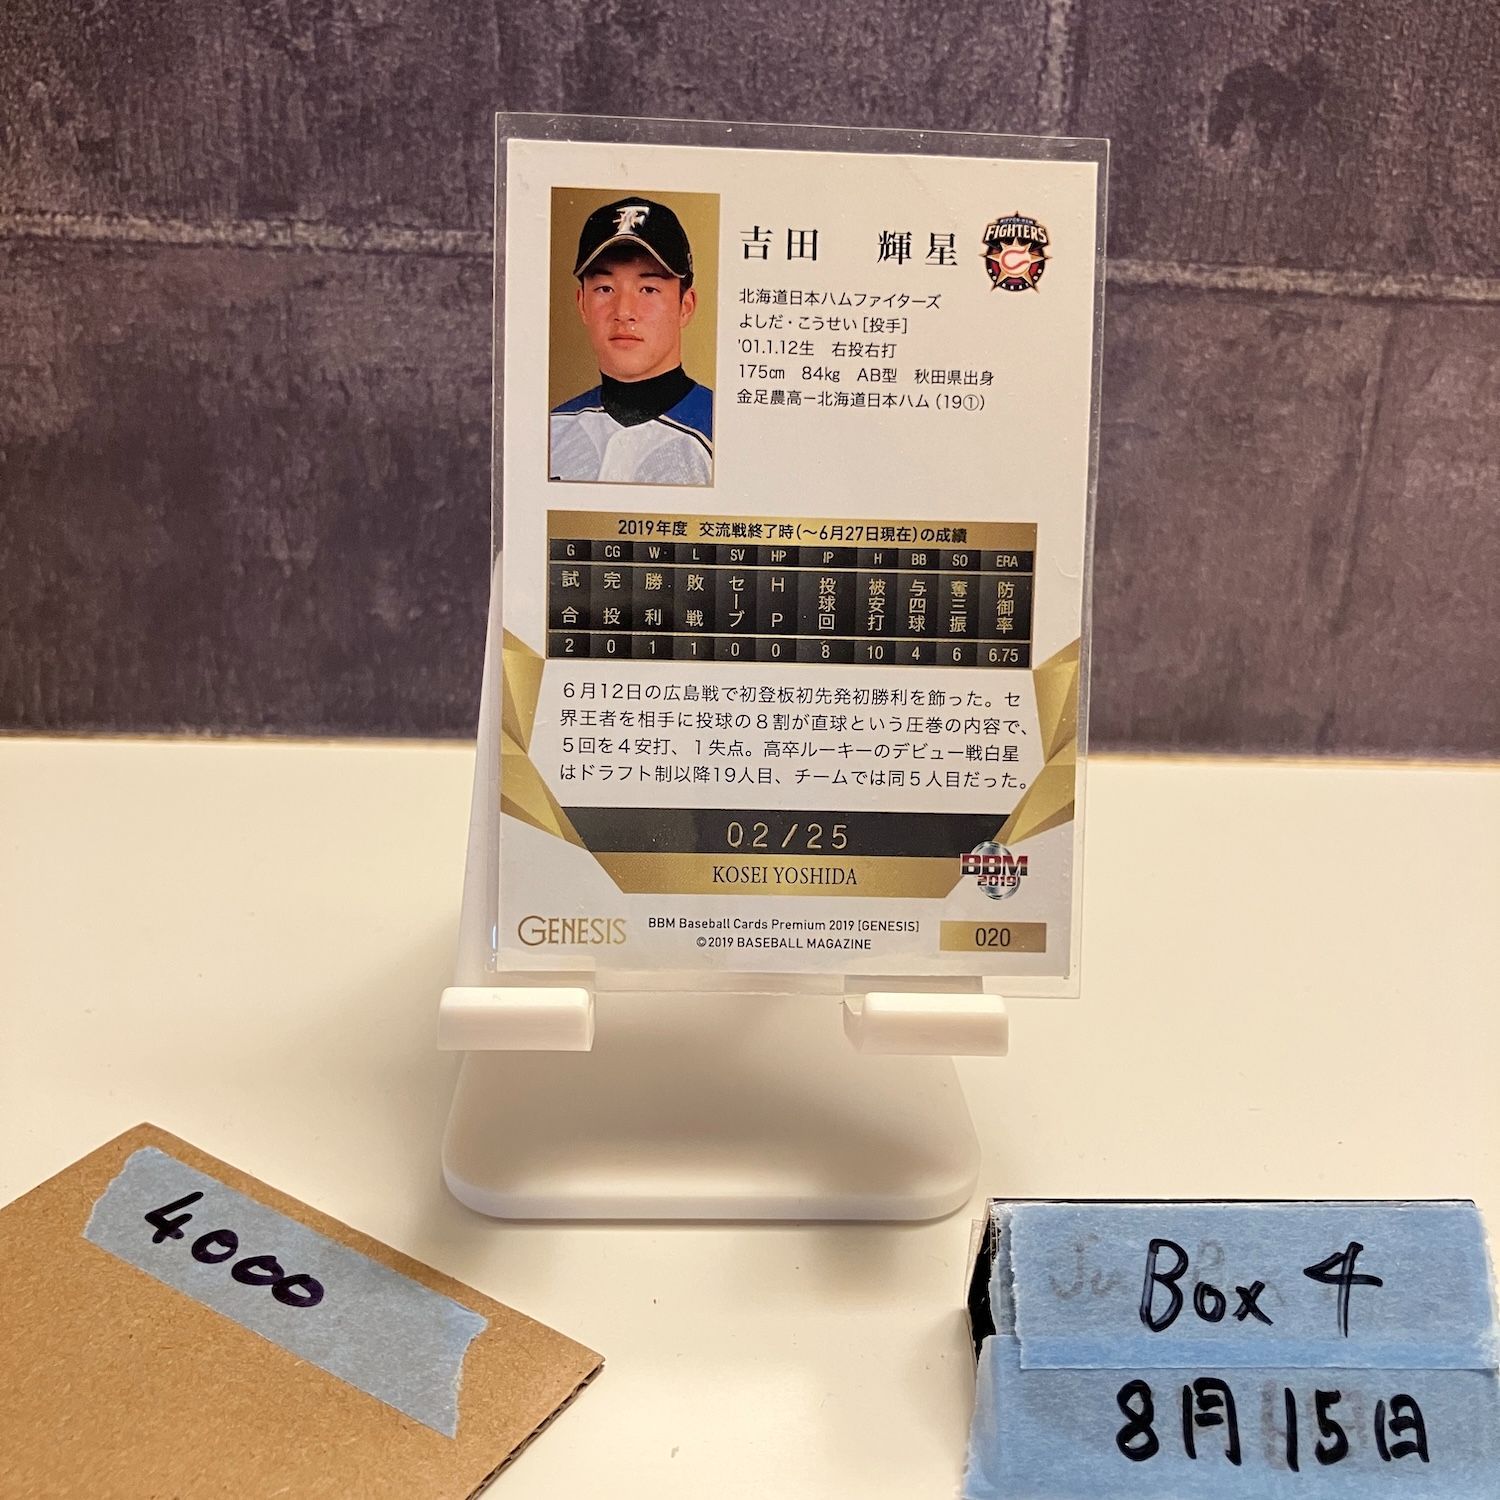 吉田 輝星
NIPPON-HAM
FIGHTERS
北海道日本ハムファイターズ
よしだ・こうせい [投手]
'01.1.12生 右投右打
175㎝ 84㎏ AB型 秋田県出身
金足農高－北海道日本ハム (19①)
2019年度 交流戦終了時(～6月27日現在)の成績
G CG W L SV HP IP H BB SO ERA
試合 完投 勝利 敗戦 セーブ HP 投球回 被安打 与四球 奪三振 防御率
2 0 1 1 0 0 8 10 4 6 6.75
6月12日の広島戦で初登板初先発初勝利を飾った。セ
界王者を相手に投球の8割が直球という圧巻の内容で、
5回を4安打、1失点。高卒ルーキーのデビュー戦白星
はドラフト制以降19人目、チームでは同5人目だった。
02/25
KOSEI YOSHIDA
BBM
2019
GENESIS
BBM Baseball Cards Premium 2019 [GENESIS]
©2019 BASEBALL MAGAZINE
020
4000
Box 4
8月15日